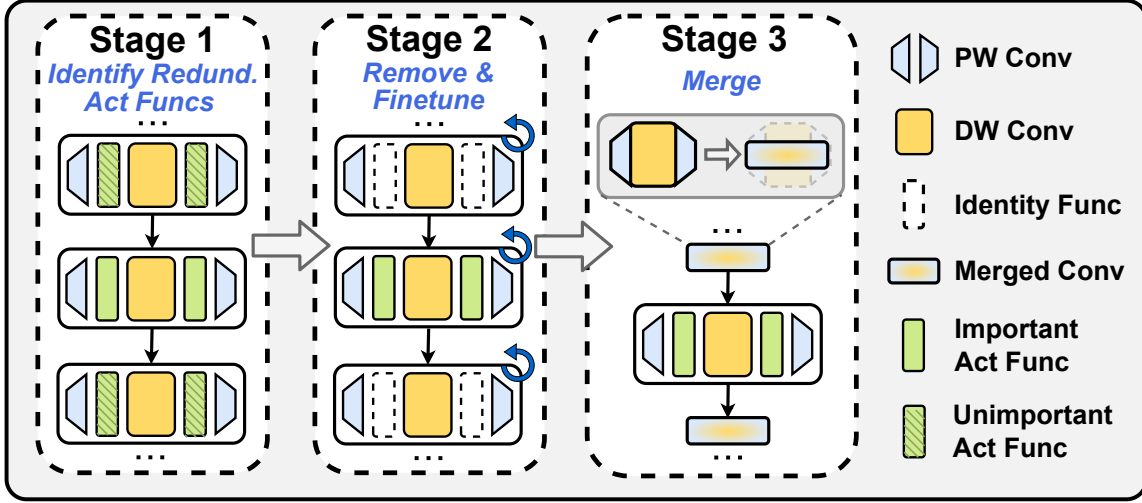 Stage 1
Identify Redund.
Act Funcs
...
...
Stage 2
Remove &
Finetune
...
...
Stage 3
Merge
...
...
PW Conv
DW Conv
Identity Func
Merged Conv
Important
Act Func
Unimportant
Act Func